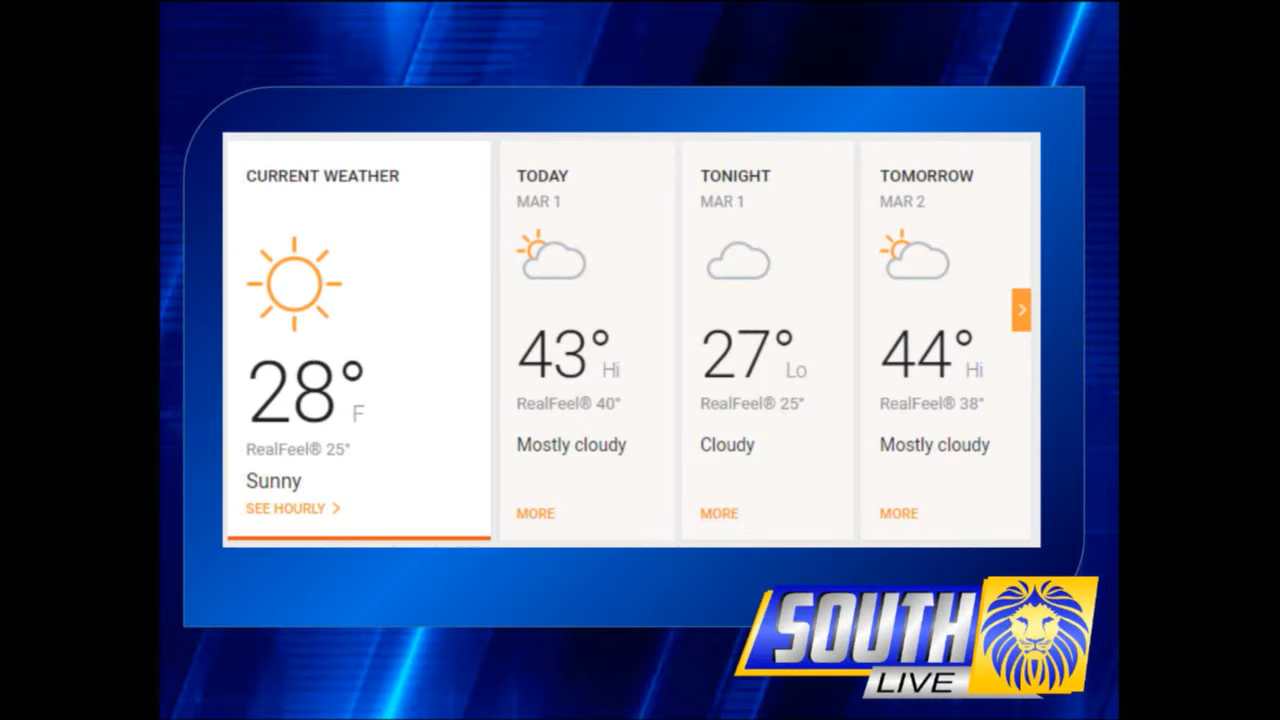 CURRENT WEATHER
28° F
RealFeel® 25°
Sunny
SEE HOURLY >
TODAY
MAR 1
43° Hi
RealFeel® 40°
Mostly cloudy
MORE
TONIGHT
MAR 1
27° Lo
RealFeel® 25°
Cloudy
MORE
TOMORROW
MAR 2
44° Hi
RealFeel® 38°
Mostly cloudy
MORE
>
SOUTH
LIVE